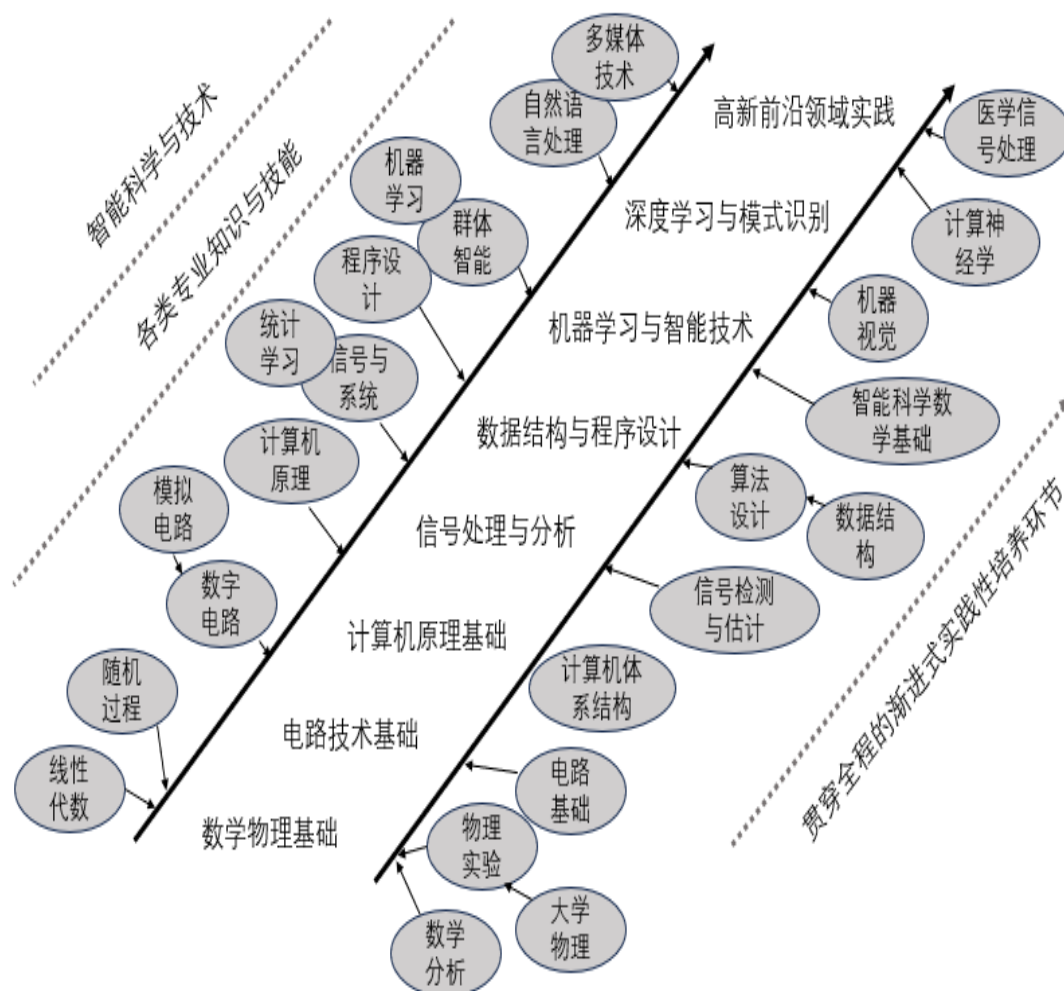 多媒体
技术
自然语
言处理
机器
学习
群体
智能
程序设
计
统计
学习
信号与
系统
计算机
原理
模拟
电路
数字
电路
随机
过程
线性
代数
智能科学与技术
各类专业知识与技能
高新前沿领域实践
深度学习与模式识别
机器学习与智能技术
数据结构与程序设计
信号处理与分析
计算机原理基础
电路技术基础
数学物理基础
医学信
号处理
计算神
经学
机器
视觉
智能科学数
学基础
算法
设计
数据结
构
信号检测
与估计
计算机体
系结构
电路
基础
物理
实验
大学
物理
数学
分析
贯穿全程的渐进式实践性培养环节